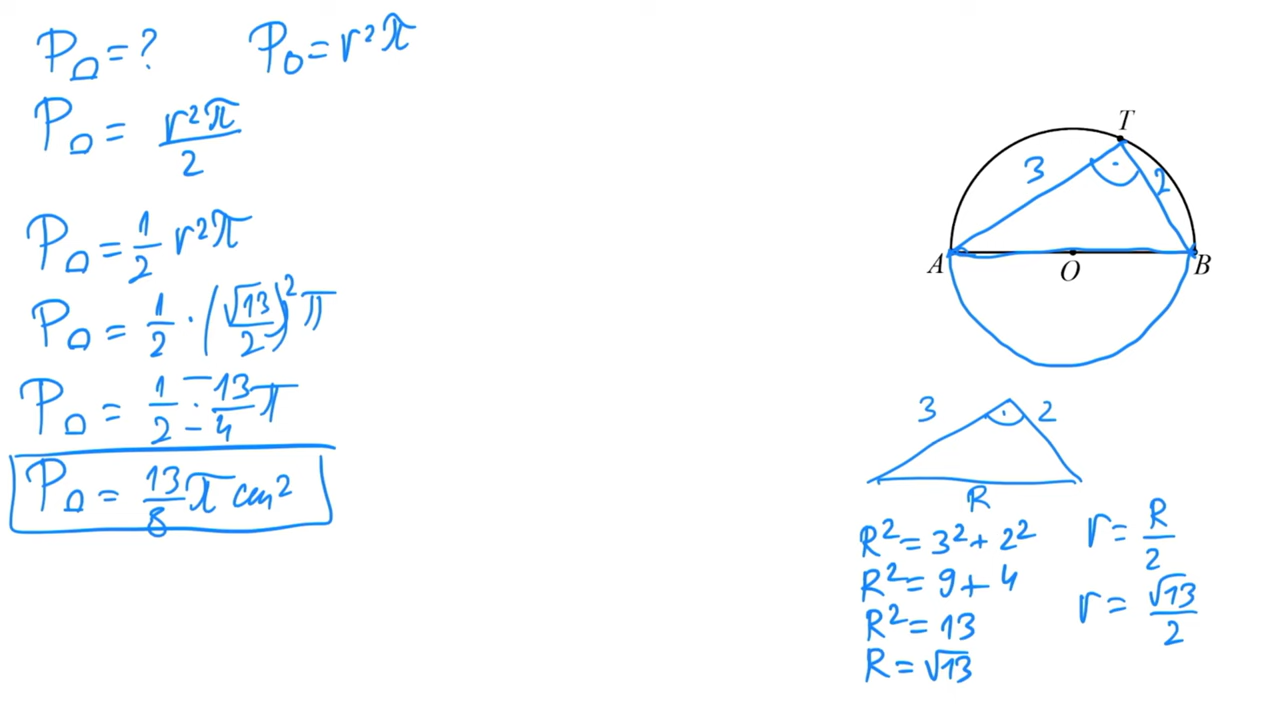 P⌓ = ?    P○ = r²π
P⌓ = r²π/2
P⌓ = 1/2 r²π
P⌓ = 1/2 · (√13/2)² π
P⌓ = 1/2 · 13/4 π
P⌓ = 13/8 π cm²
T
3
2
A
O
B
3
2
R
R² = 3² + 2²
R² = 9 + 4
R² = 13
R = √13
r = R/2
r = √13/2